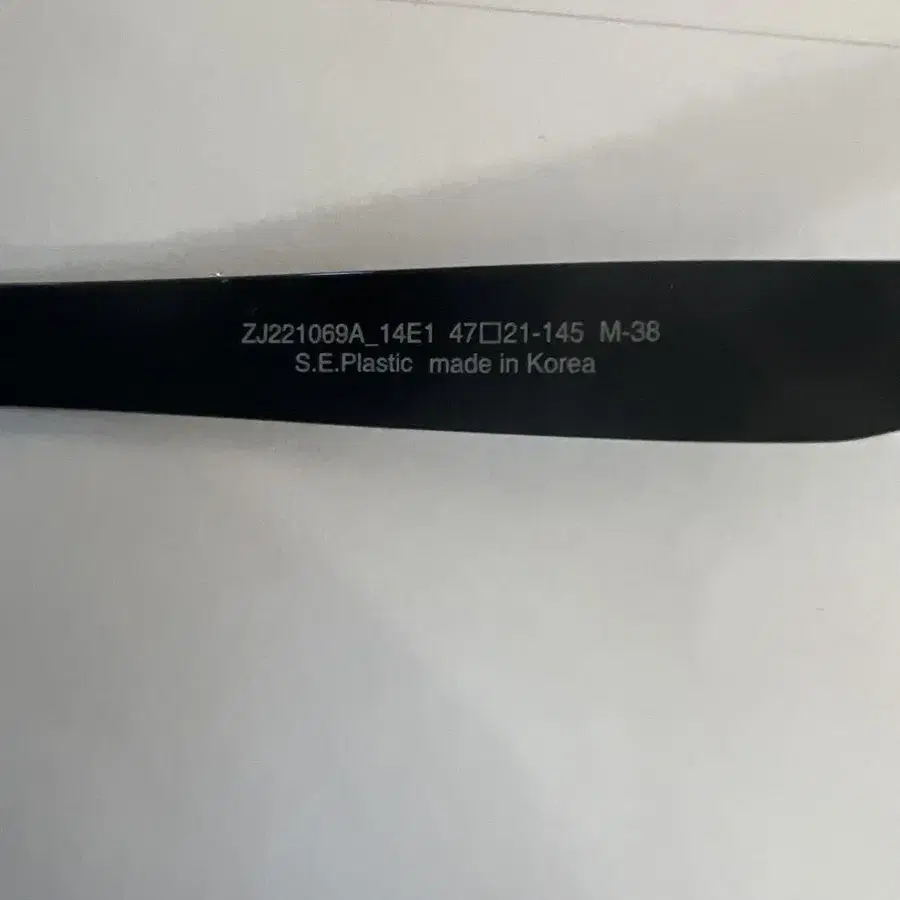 ZJ221069A_14E1 47□21-145 M-38
S.E.Plastic made in Korea